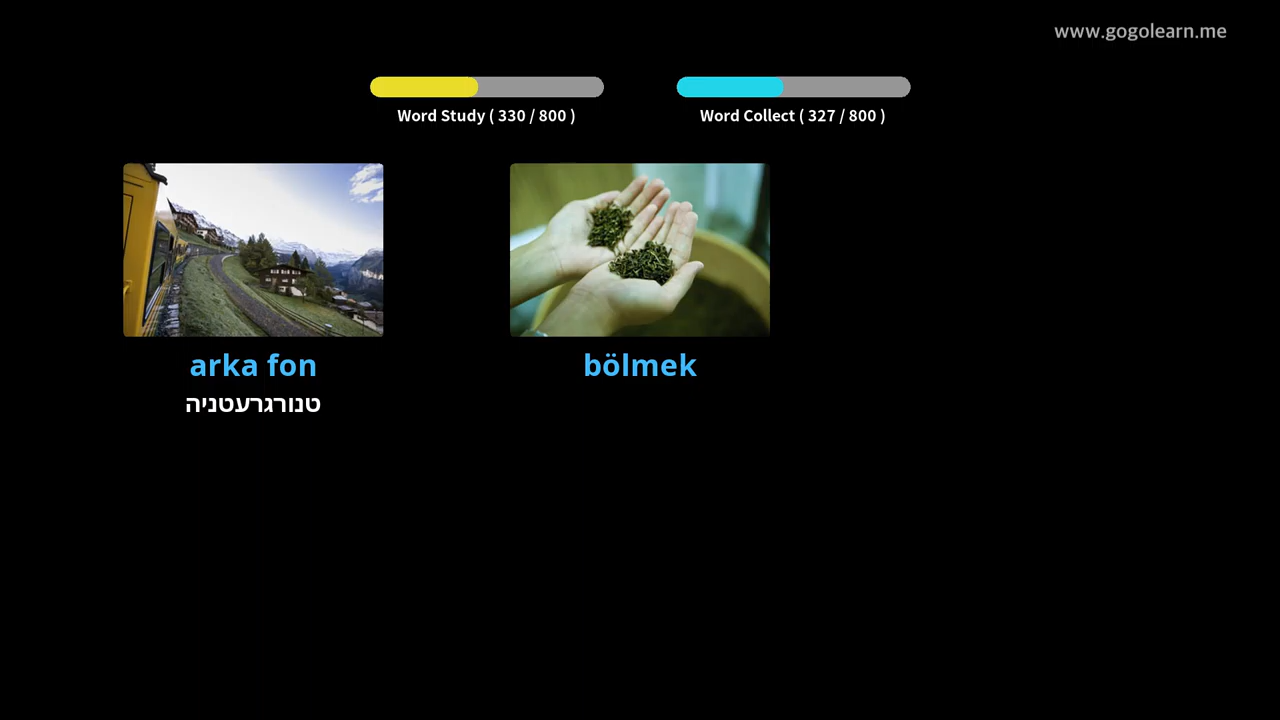 www.gogolearn.me
Word Study ( 330 / 800 )
Word Collect ( 327 / 800 )
arka fon
טנורגרעטניה
bölmek